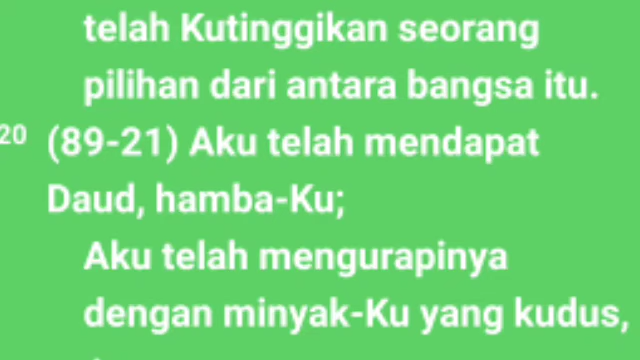 telah Kutinggikan seorang
pilihan dari antara bangsa itu.
20 (89-21) Aku telah mendapat
Daud, hamba-Ku;
Aku telah mengurapinya
dengan minyak-Ku yang kudus,